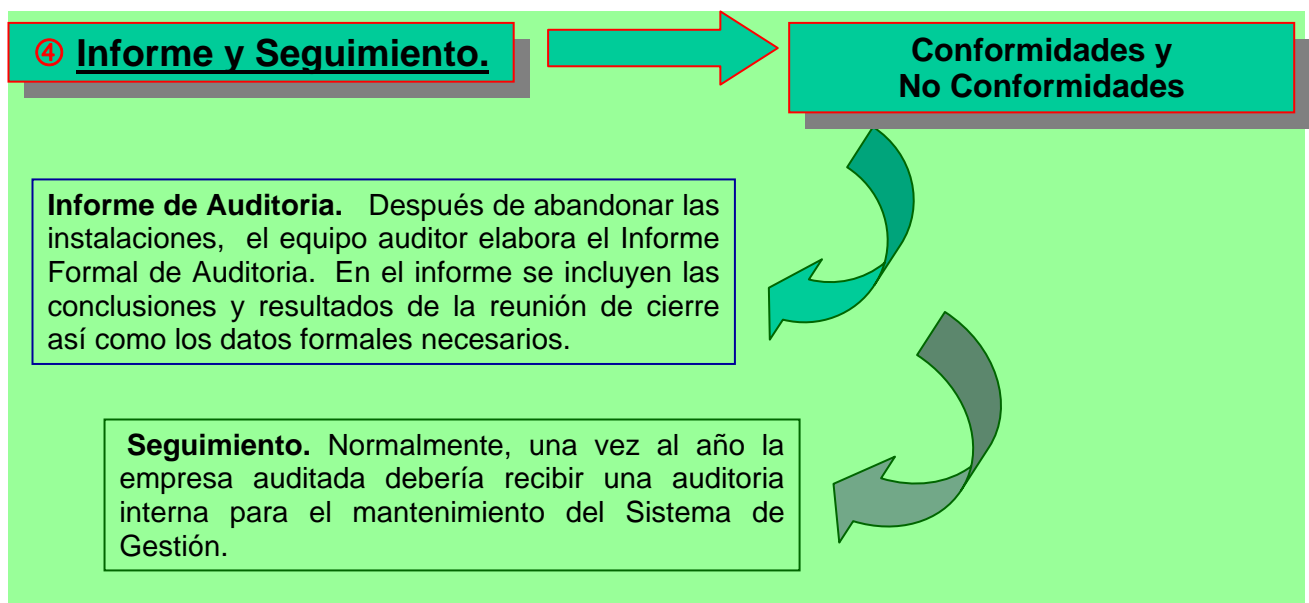 ④ Informe y Seguimiento.
Conformidades y
No Conformidades
Informe de Auditoria. Después de abandonar las
instalaciones, el equipo auditor elabora el Informe
Formal de Auditoria. En el informe se incluyen las
conclusiones y resultados de la reunión de cierre
así como los datos formales necesarios.
Seguimiento. Normalmente, una vez al año la
empresa auditada debería recibir una auditoria
interna para el mantenimiento del Sistema de
Gestión.